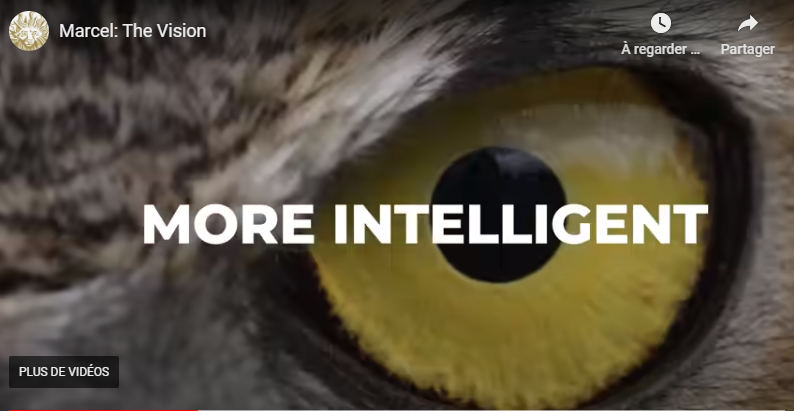 Marcel: The Vision
À regarder ...
Partager
MORE INTELLIGENT
PLUS DE VIDÉOS